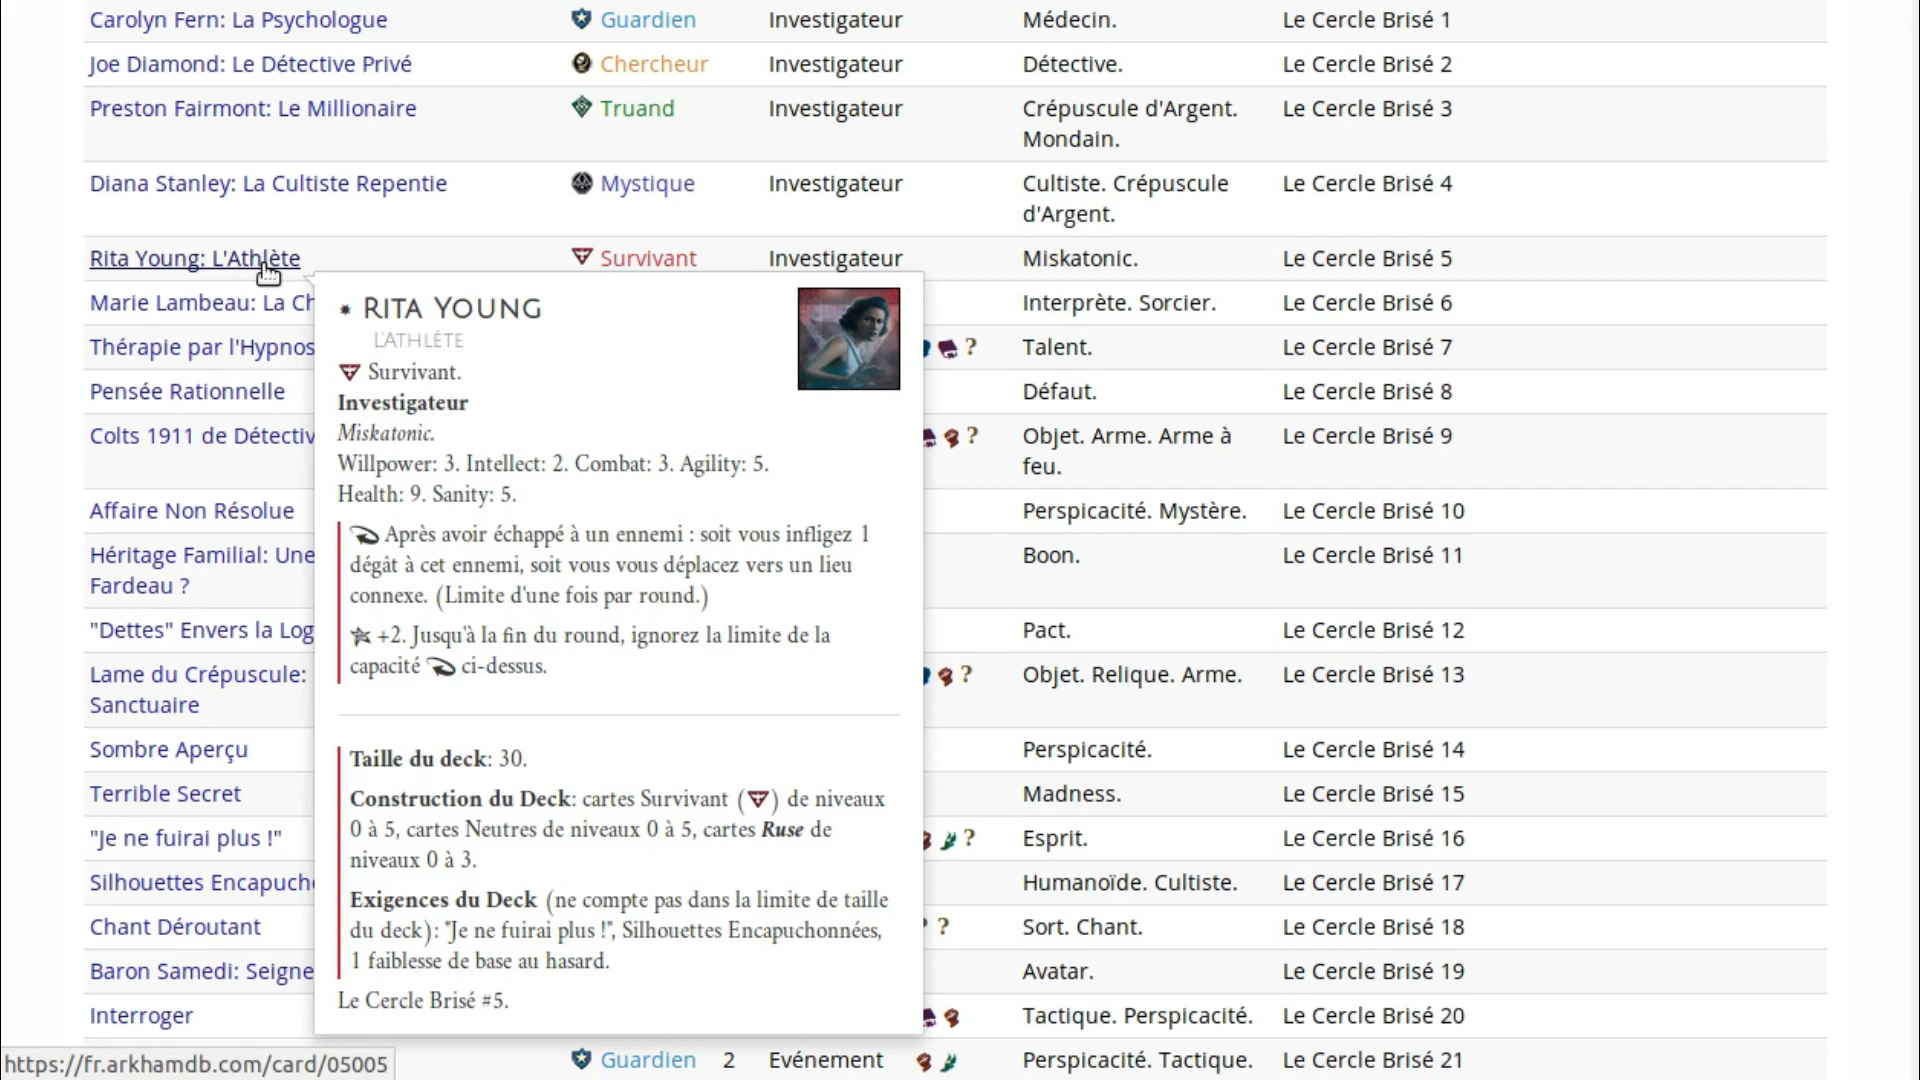 Carolyn Fern: La Psychologue Guardien Investigateur Médecin. Le Cercle Brisé 1
Joe Diamond: Le Détective Privé Chercheur Investigateur Détective. Le Cercle Brisé 2
Preston Fairmont: Le Millionaire Truand Investigateur Crépuscule d'Argent. Le Cercle Brisé 3
Mondain.
Diana Stanley: La Cultiste Repentie Mystique Investigateur Cultiste. Crépuscule Le Cercle Brisé 4
d'Argent.
Rita Young: L'Athlète Survivant Investigateur Miskatonic. Le Cercle Brisé 5
Marie Lambeau: La Ch Interprète. Sorcier. Le Cercle Brisé 6
Thérapie par l'Hypnos ? Talent. Le Cercle Brisé 7
Pensée Rationnelle Défaut. Le Cercle Brisé 8
Colts 1911 de Détectiv ? Objet. Arme. Arme à Le Cercle Brisé 9
feu.
Affaire Non Résolue Perspicacité. Mystère. Le Cercle Brisé 10
Héritage Familial: Une Boon. Le Cercle Brisé 11
Fardeau ?
"Dettes" Envers la Log Pact. Le Cercle Brisé 12
Lame du Crépuscule: ? Objet. Relique. Arme. Le Cercle Brisé 13
Sanctuaire
Sombre Aperçu Perspicacité. Le Cercle Brisé 14
Terrible Secret Madness. Le Cercle Brisé 15
"Je ne fuirai plus !" ? Esprit. Le Cercle Brisé 16
Silhouettes Encapuch Humanoïde. Cultiste. Le Cercle Brisé 17
Chant Déroutant ? Sort. Chant. Le Cercle Brisé 18
Baron Samedi: Seigne Avatar. Le Cercle Brisé 19
Interroger Tactique. Perspicacité. Le Cercle Brisé 20
Guardien 2 Evénement Perspicacité. Tactique. Le Cercle Brisé 21
RITA YOUNG
L'ATHLÈTE
Survivant.
Investigateur
Miskatonic.
Willpower: 3. Intellect: 2. Combat: 3. Agility: 5.
Health: 9. Sanity: 5.
Après avoir échappé à un ennemi : soit vous infligez 1
dégât à cet ennemi, soit vous vous déplacez vers un lieu
connexe. (Limite d'une fois par round.)
+2. Jusqu'à la fin du round, ignorez la limite de la
capacité ci-dessus.
Taille du deck: 30.
Construction du Deck: cartes Survivant () de niveaux
0 à 5, cartes Neutres de niveaux 0 à 5, cartes Ruse de
niveaux 0 à 3.
Exigences du Deck (ne compte pas dans la limite de taille
du deck): "Je ne fuirai plus !", Silhouettes Encapuchonnées,
1 faiblesse de base au hasard.
Le Cercle Brisé #5.
https://fr.arkhamdb.com/card/05005